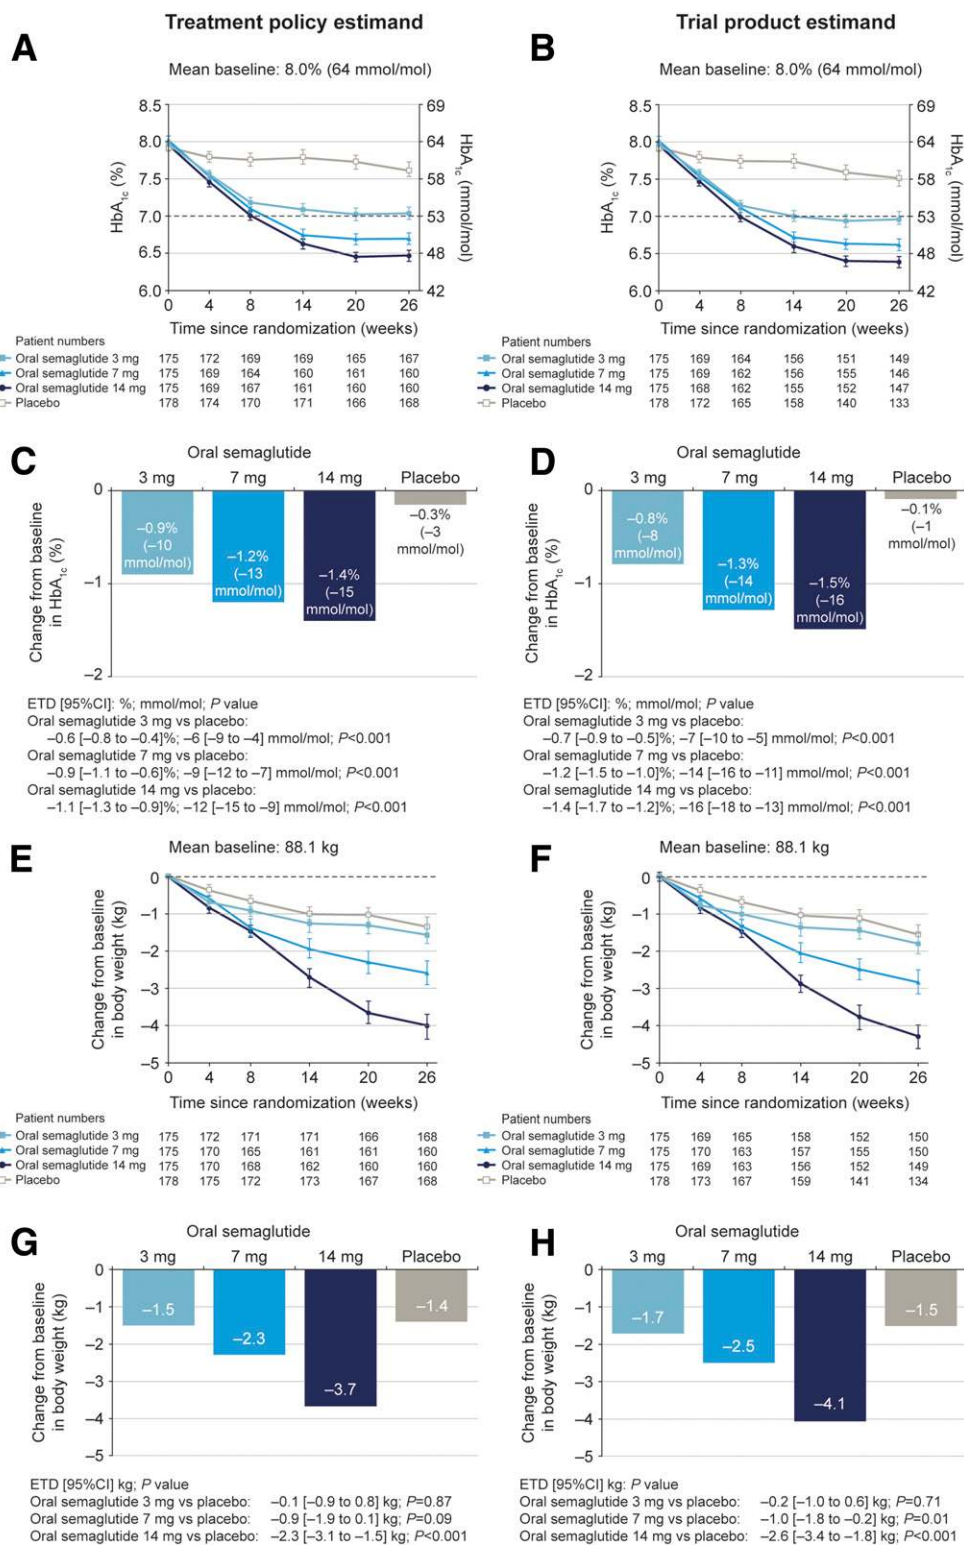 Treatment policy estimand
Trial product estimand
A
Mean baseline: 8.0% (64 mmol/mol)
HbA1c (%)
HbA1c (mmol/mol)
8.5
8.0
7.5
7.0
6.5
6.0
69
64
58
53
48
42
0 4 8 14 20 26
Time since randomization (weeks)
Patient numbers
Oral semaglutide 3 mg 175 172 169 169 165 167
Oral semaglutide 7 mg 175 169 164 160 161 160
Oral semaglutide 14 mg 175 169 167 161 160 160
Placebo 178 174 170 171 166 168
B
Mean baseline: 8.0% (64 mmol/mol)
HbA1c (%)
HbA1c (mmol/mol)
8.5
8.0
7.5
7.0
6.5
6.0
69
64
58
53
48
42
0 4 8 14 20 26
Time since randomization (weeks)
Patient numbers
Oral semaglutide 3 mg 175 169 164 156 151 149
Oral semaglutide 7 mg 175 169 162 156 155 146
Oral semaglutide 14 mg 175 168 162 155 152 147
Placebo 178 172 165 158 140 133
C
Oral semaglutide
3 mg 7 mg 14 mg Placebo
Change from baseline
in HbA1c (%)
0
–1
–2
–0.9%
(–10
mmol/mol)
–1.2%
(–13
mmol/mol)
–1.4%
(–15
mmol/mol)
–0.3%
(–3
mmol/mol)
ETD [95%CI]: %; mmol/mol; P value
Oral semaglutide 3 mg vs placebo:
–0.6 [–0.8 to –0.4]%; –6 [–9 to –4] mmol/mol; P<0.001
Oral semaglutide 7 mg vs placebo:
–0.9 [–1.1 to –0.6]%; –9 [–12 to –7] mmol/mol; P<0.001
Oral semaglutide 14 mg vs placebo:
–1.1 [–1.3 to –0.9]%; –12 [–15 to –9] mmol/mol; P<0.001
D
Oral semaglutide
3 mg 7 mg 14 mg Placebo
Change from baseline
in HbA1c (%)
0
–1
–2
–0.8%
(–8
mmol/mol)
–1.3%
(–14
mmol/mol)
–1.5%
(–16
mmol/mol)
–0.1%
(–1
mmol/mol)
ETD [95%CI]: %; mmol/mol; P value
Oral semaglutide 3 mg vs placebo:
–0.7 [–0.9 to –0.5]%; –7 [–10 to –5] mmol/mol; P<0.001
Oral semaglutide 7 mg vs placebo:
–1.2 [–1.5 to –1.0]%; –14 [–16 to –11] mmol/mol; P<0.001
Oral semaglutide 14 mg vs placebo:
–1.4 [–1.7 to –1.2]%; –16 [–18 to –13] mmol/mol; P<0.001
E
Mean baseline: 88.1 kg
Change from baseline
in body weight (kg)
0
–1
–2
–3
–4
–5
0 4 8 14 20 26
Time since randomization (weeks)
Patient numbers
Oral semaglutide 3 mg 175 172 171 171 166 168
Oral semaglutide 7 mg 175 170 165 161 161 160
Oral semaglutide 14 mg 175 170 168 162 160 160
Placebo 178 175 172 173 167 168
F
Mean baseline: 88.1 kg
Change from baseline
in body weight (kg)
0
–1
–2
–3
–4
–5
0 4 8 14 20 26
Time since randomization (weeks)
Patient numbers
Oral semaglutide 3 mg 175 169 165 158 152 150
Oral semaglutide 7 mg 175 170 163 157 155 150
Oral semaglutide 14 mg 175 169 163 156 152 149
Placebo 178 173 167 159 141 134
G
Oral semaglutide
3 mg 7 mg 14 mg Placebo
Change from baseline
in body weight (kg)
0
–1
–2
–3
–4
–5
–1.5
–2.3
–3.7
–1.4
ETD [95%CI] kg; P value
Oral semaglutide 3 mg vs placebo: –0.1 [–0.9 to 0.8] kg; P=0.87
Oral semaglutide 7 mg vs placebo: –0.9 [–1.9 to 0.1] kg; P=0.09
Oral semaglutide 14 mg vs placebo: –2.3 [–3.1 to –1.5] kg; P<0.001
H
Oral semaglutide
3 mg 7 mg 14 mg Placebo
Change from baseline
in body weight (kg)
0
–1
–2
–3
–4
–5
–1.7
–2.5
–4.1
–1.5
ETD [95%CI] kg: P value
Oral semaglutide 3 mg vs placebo: –0.2 [–1.0 to 0.6] kg; P=0.71
Oral semaglutide 7 mg vs placebo: –1.0 [–1.8 to –0.2] kg; P=0.01
Oral semaglutide 14 mg vs placebo: –2.6 [–3.4 to –1.8] kg; P<0.001